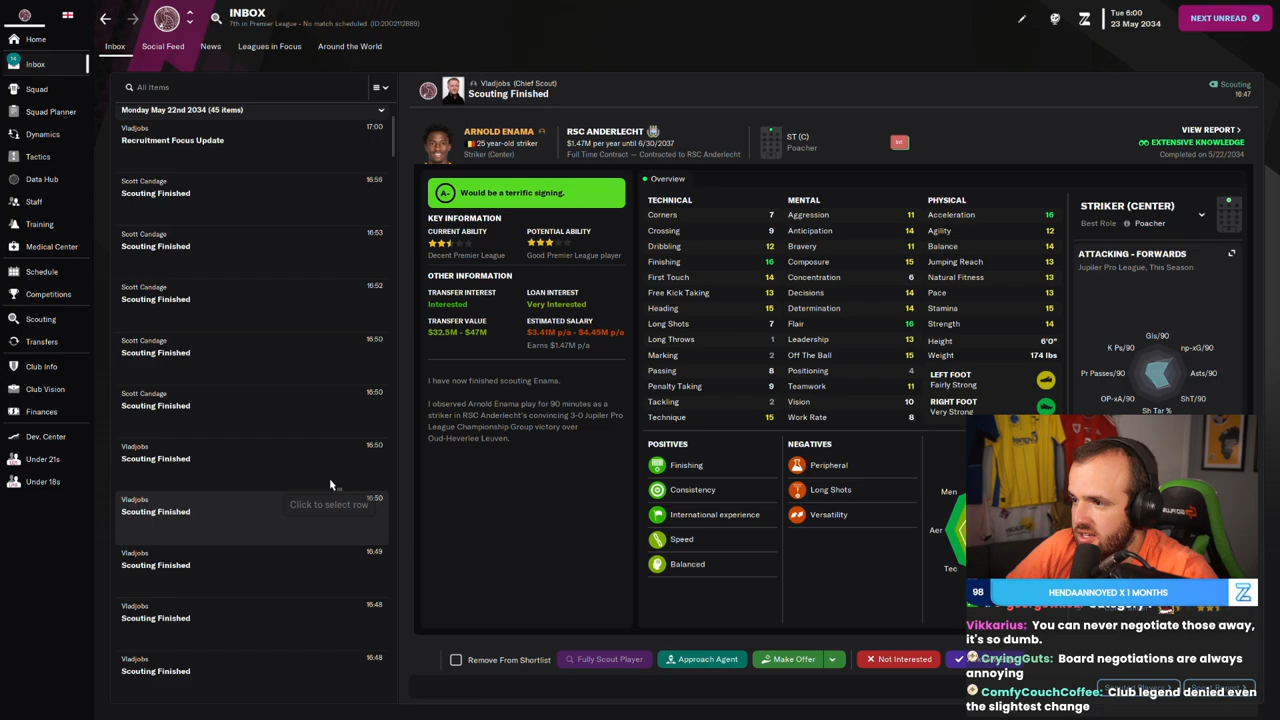 INBOX
7th in Premier League - No match scheduled. (ID:2002112889)
Tue 6:00
23 May 2034
NEXT UNREAD
Inbox
Social Feed
News
Leagues in Focus
Around the World
Home
Inbox
Squad
Squad Planner
Dynamics
Tactics
Data Hub
Staff
Training
Medical Center
Schedule
Competitions
Scouting
Transfers
Club Info
Club Vision
Finances
Dev. Center
Under 21s
Under 18s
All Items
Monday May 22nd 2034 (45 items)
Vladjobs 17:00
Recruitment Focus Update
Scott Candage 16:56
Scouting Finished
Scott Candage 16:53
Scouting Finished
Scott Candage 16:52
Scouting Finished
Scott Candage 16:50
Scouting Finished
Scott Candage 16:50
Scouting Finished
Vladjobs 16:50
Scouting Finished
Vladjobs 16:50
Scouting Finished
Click to select row
Vladjobs 16:49
Scouting Finished
Vladjobs 16:48
Scouting Finished
Vladjobs 16:48
Scouting Finished
Vladjobs (Chief Scout)
Scouting Finished
Scouting
16:47
ARNOLD ENAMA
25 year-old striker
Striker (Center)
RSC ANDERLECHT
$1.47M per year until 6/30/2037
Full Time Contract — Contracted to RSC Anderlecht
ST (C)
Poacher
Int
VIEW REPORT
EXTENSIVE KNOWLEDGE
Completed on 5/22/2034
A- Would be a terrific signing.
KEY INFORMATION
CURRENT ABILITY
POTENTIAL ABILITY
Decent Premier League
Good Premier League player
OTHER INFORMATION
TRANSFER INTEREST
LOAN INTEREST
Interested
Very Interested
TRANSFER VALUE
ESTIMATED SALARY
$32.5M - $47M
$3.41M p/a - $4.45M p/a
Earns $1.47M p/a
I have now finished scouting Enama.
I observed Arnold Enama play for 90 minutes as a
striker in RSC Anderlecht's convincing 3-0 Jupiler Pro
League Championship Group victory over
Oud-Heverlee Leuven.
Overview
TECHNICAL
Corners 7
Crossing 9
Dribbling 12
Finishing 16
First Touch 14
Free Kick Taking 13
Heading 15
Long Shots 7
Long Throws 1
Marking 2
Passing 8
Penalty Taking 9
Tackling 2
Technique 15
MENTAL
Aggression 11
Anticipation 14
Bravery 11
Composure 15
Concentration 6
Decisions 14
Determination 14
Flair 16
Leadership 13
Off The Ball 15
Positioning 4
Teamwork 11
Vision 10
Work Rate 8
PHYSICAL
Acceleration 16
Agility 12
Balance 14
Jumping Reach 13
Natural Fitness 13
Pace 13
Stamina 15
Strength 14
Height 6'0"
Weight 174 lbs
LEFT FOOT
Fairly Strong
RIGHT FOOT
Very Strong
STRIKER (CENTER)
Best Role Poacher
ATTACKING - FORWARDS
Jupiler Pro League, This Season
Gls/90
np-xG/90
Asts/90
ShT/90
Sh Tar %
OP-xA/90
Pr Passes/90
K Ps/90
POSITIVES
Finishing
Consistency
International experience
Speed
Balanced
NEGATIVES
Peripheral
Long Shots
Versatility
Men
Aer
Tec
Remove From Shortlist
Fully Scout Player
Approach Agent
Make Offer
Not Interested
98
HENDAANNOYED X 1 MONTHS
Vikkarius: You can never negotiate those away,
it's so dumb.
CryingGuts: Board negotiations are always
annoying
ComfyCouchCoffee: Club legend denied even
the slightest change